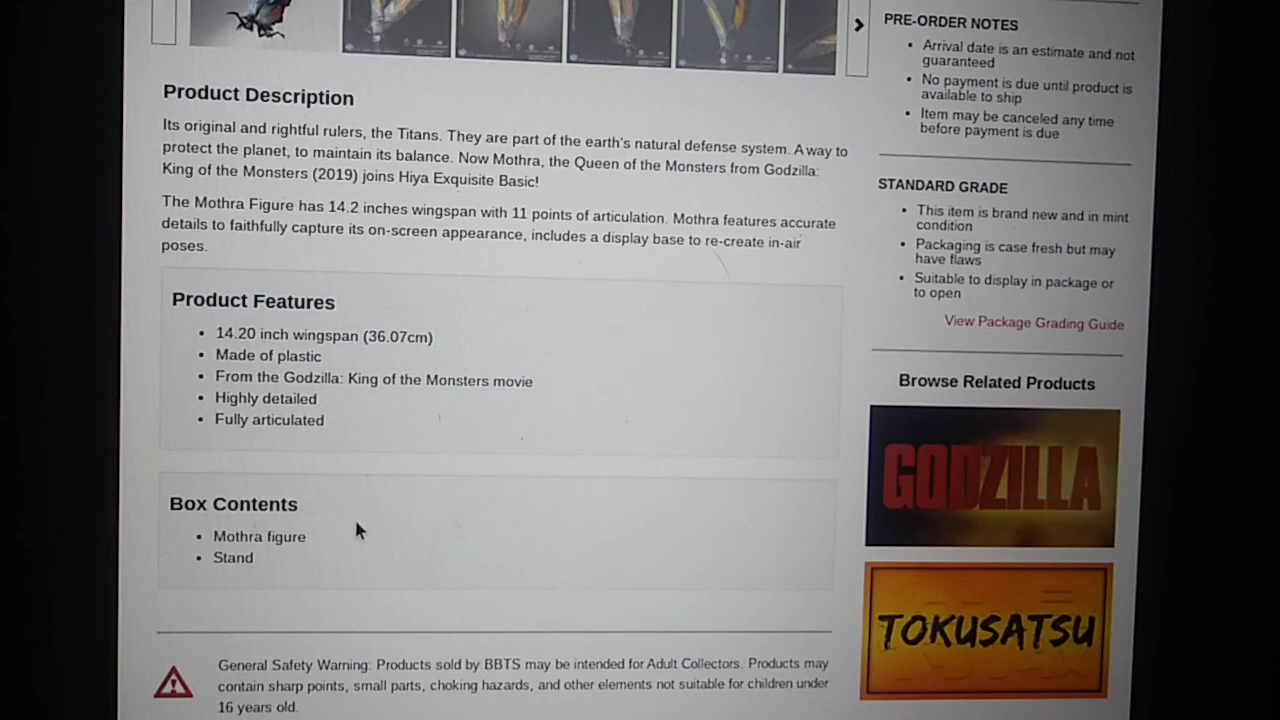 Product Description
Its original and rightful rulers, the Titans. They are part of the earth's natural defense system. A way to
protect the planet, to maintain its balance. Now Mothra, the Queen of the Monsters from Godzilla:
King of the Monsters (2019) joins Hiya Exquisite Basic!
The Mothra Figure has 14.2 inches wingspan with 11 points of articulation. Mothra features accurate
details to faithfully capture its on-screen appearance, includes a display base to re-create in-air
poses.
Product Features
• 14.20 inch wingspan (36.07cm)
• Made of plastic
• From the Godzilla: King of the Monsters movie
• Highly detailed
• Fully articulated
Box Contents
• Mothra figure
• Stand
General Safety Warning: Products sold by BBTS may be intended for Adult Collectors. Products may
contain sharp points, small parts, choking hazards, and other elements not suitable for children under
16 years old.
PRE-ORDER NOTES
• Arrival date is an estimate and not
guaranteed
• No payment is due until product is
available to ship
• Item may be canceled any time
before payment is due
STANDARD GRADE
• This item is brand new and in mint
condition
• Packaging is case fresh but may
have flaws
• Suitable to display in package or
to open
View Package Grading Guide
Browse Related Products
GODZILLA
TOKUSATSU